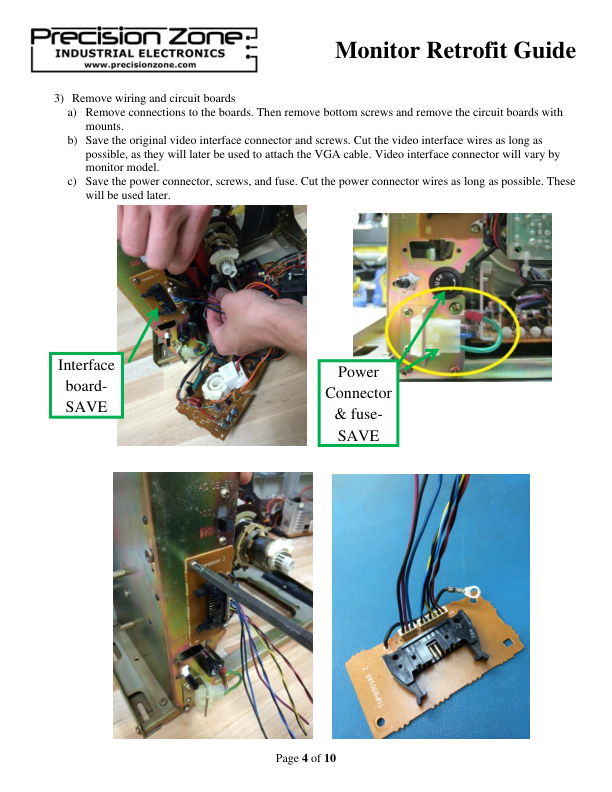 Precision Zone
INDUSTRIAL ELECTRONICS
www.precisionzone.com
Monitor Retrofit Guide
3) Remove wiring and circuit boards
a) Remove connections to the boards. Then remove bottom screws and remove the circuit boards with
mounts.
b) Save the original video interface connector and screws. Cut the video interface wires as long as
possible, as they will later be used to attach the VGA cable. Video interface connector will vary by
monitor model.
c) Save the power connector, screws, and fuse. Cut the power connector wires as long as possible. These
will be used later.
Interface
board-
SAVE
Power
Connector
& fuse-
SAVE
Page 4 of 10